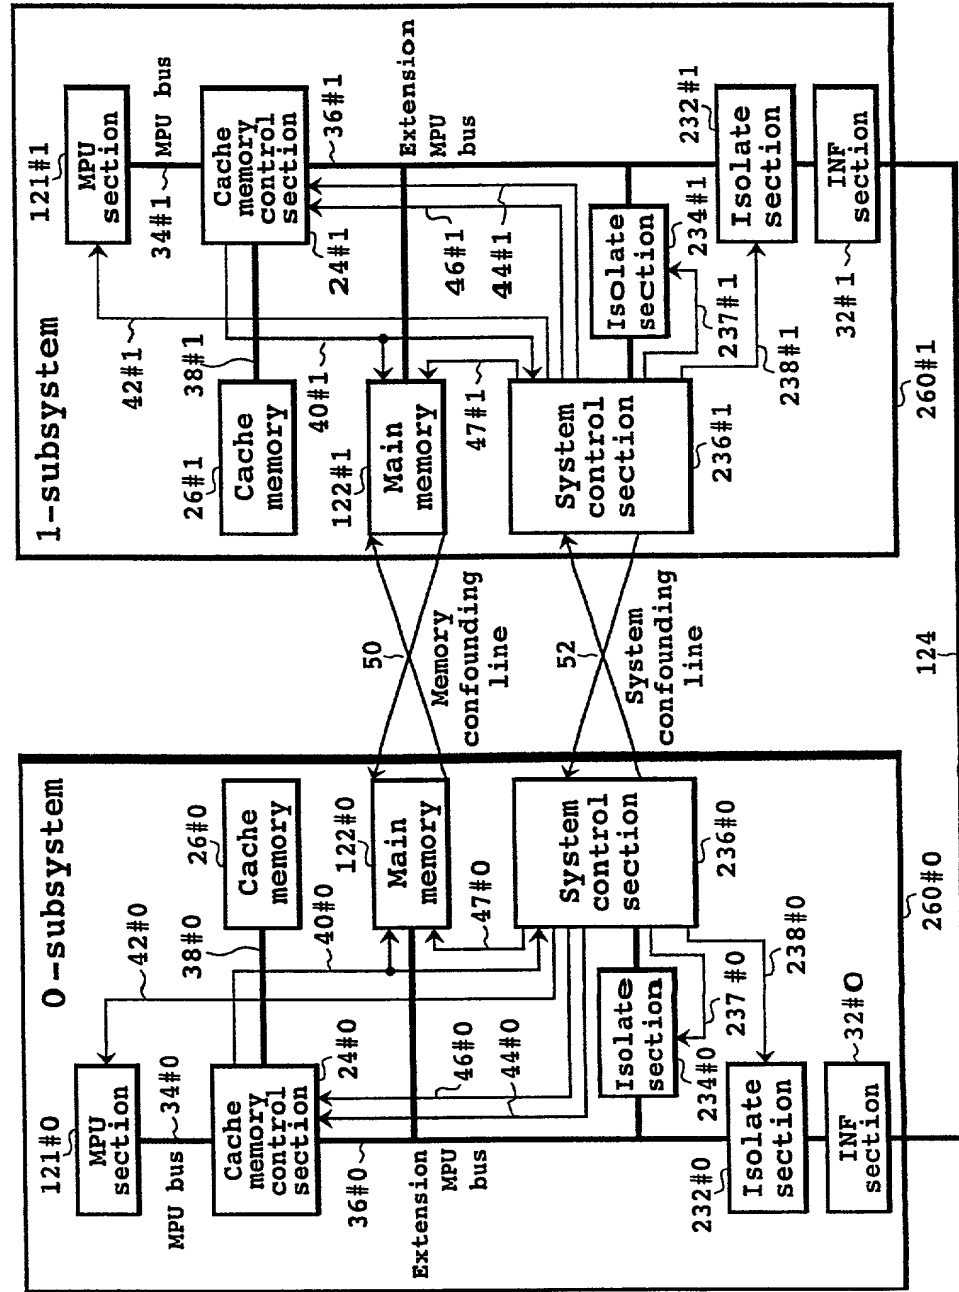 0-subsystem
121#0
MPU
section
42#0
MPU bus
34#0
38#0
26#0
Cache
memory
40#0
Cache
memory
control
section
24#0
122#0
Main
memory
36#0
46#0
44#0
47#0
Extension
MPU
bus
System
control
section
236#0
Isolate
section
234#0
237 #0
238#0
232#0
Isolate
section
INF
section
32#0
260#0
50
Memory
confounding
line
52
System
confounding
line
124
1-subsystem
121#1
MPU
section
42#1
34#1
MPU bus
26#1
Cache
memory
38#1
40#1
Cache
memory
control
section
24#1
36#1
122#1
Main
memory
47#1
46#1
44#1
Extension
MPU
bus
System
control
section
236#1
Isolate
section
234#1
237#1
238#1
232#1
Isolate
section
INF
section
32#1
260#1